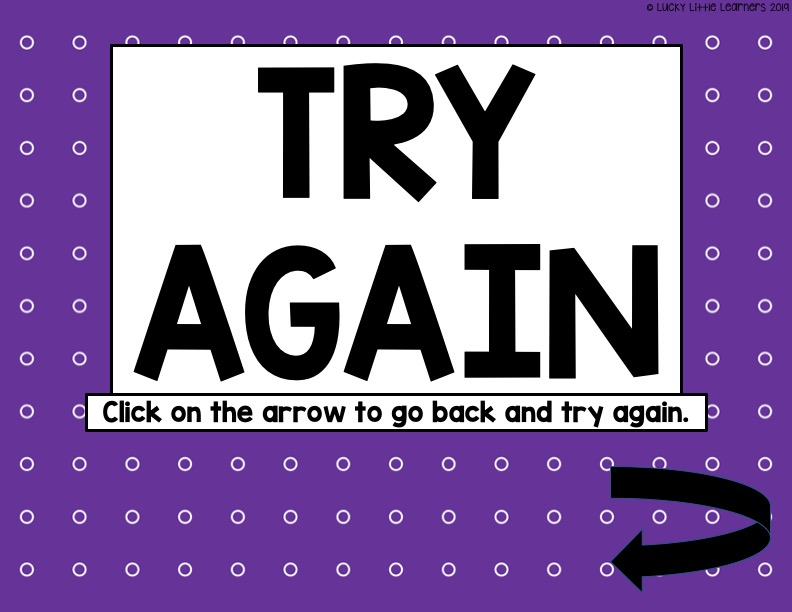 © Lucky Little Learners 2019
TRY
AGAIN
Click on the arrow to go back and try again.